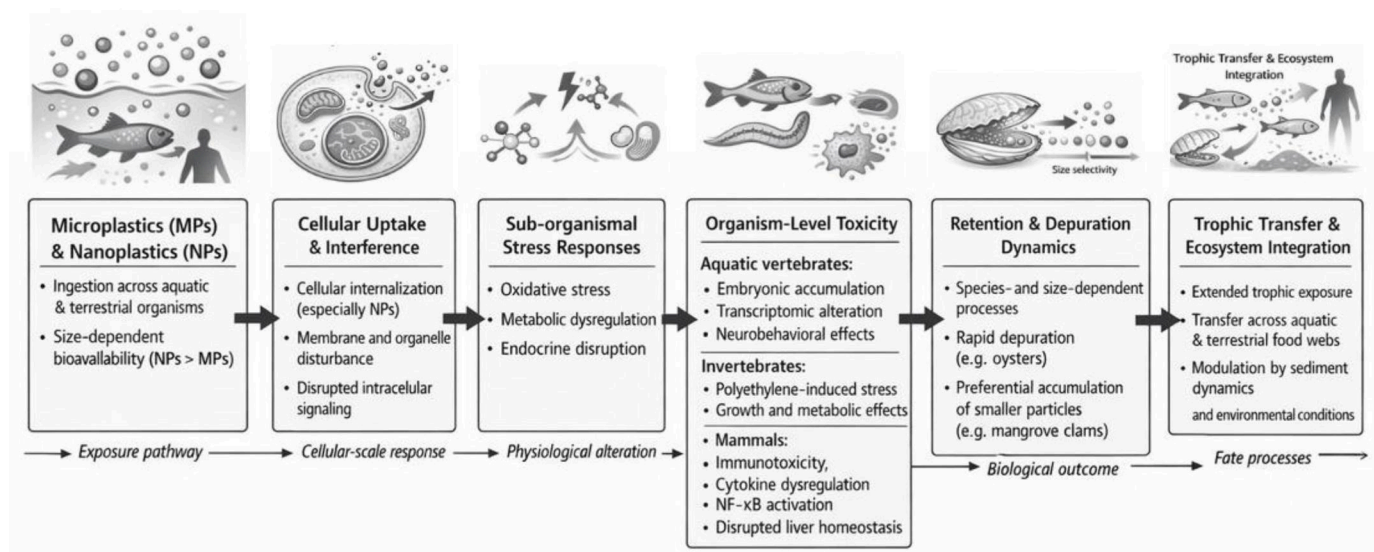 Trophic Transfer & Ecosystem
Integration
Size selectivity
Microplastics (MPs)
& Nanoplastics (NPs)
• Ingestion across aquatic
& terrestrial organisms
• Size-dependent
bioavallability (NPs > MPs)
Exposure pathway
Cellular Uptake
& Interference
• Cellular internalization
(especially NPs)
• Membrane and organelle
disturbance
• Disrupted intracelular
signaling
Cellular-scale response
Sub-organismal
Stress Responses
• Oxidative stress
• Metabolic dysregulation
• Endocrine disruption
Physiological alteration
Organism-Level Toxicity
Aquatic vertebrates:
• Embryonic accumulation
• Transcriptomic alteration
• Neurobehavioral effects
Invertebrates:
• Polyethylene-induced stress
• Growth and metabolic effects
• Mammals:
• Immunotoxicity,
• Cytokine dysregulation
• NF-κB activation
• Disrupted liver homeostasis
Retention & Depuration
Dynamics
• Species- and size-dependent
processes
• Rapid depuration
(e.g. oysters)
• Preferential accumulation
of smaller particles
(e.g. mangrove clams)
Biological outcome
Trophic Transfer &
Ecosystem Integration
• Extended trophic exposure
• Transfer across aquatic
& terrestrial food webs
• Modulation by sediment
dynamics
and environmental conditions
Fate processes